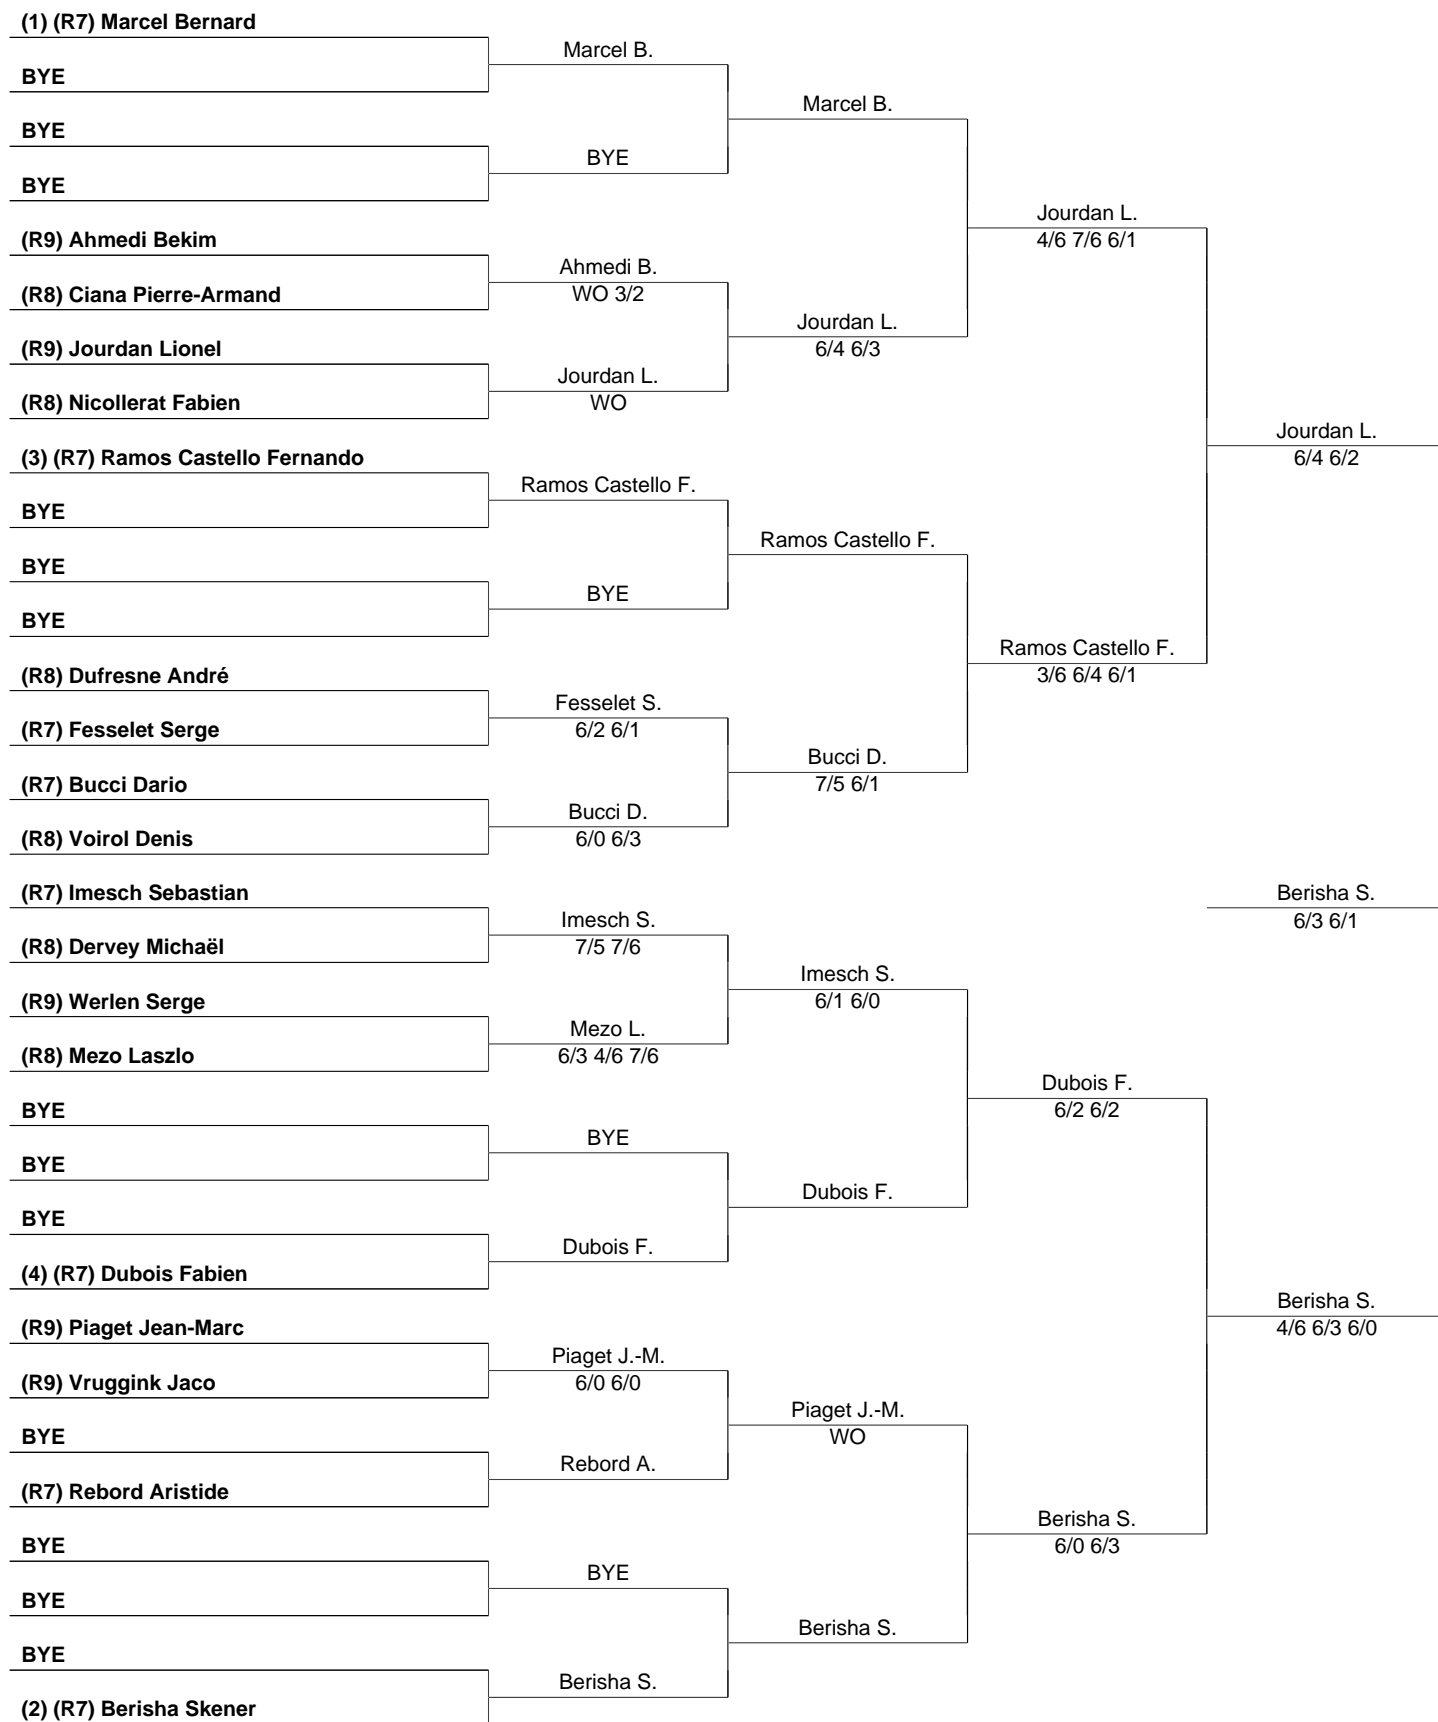 (1) (R7) Marcel Bernard
Marcel B.
BYE
Marcel B.
BYE
BYE
BYE
Jourdan L.
4/6 7/6 6/1
(R9) Ahmedi Bekim
Ahmedi B.
WO 3/2
(R8) Ciana Pierre-Armand
Jourdan L.
6/4 6/3
(R9) Jourdan Lionel
Jourdan L.
WO
(R8) Nicollerat Fabien
Jourdan L.
6/4 6/2
(3) (R7) Ramos Castello Fernando
Ramos Castello F.
BYE
Ramos Castello F.
BYE
BYE
BYE
Ramos Castello F.
3/6 6/4 6/1
(R8) Dufresne André
Fesselet S.
6/2 6/1
(R7) Fesselet Serge
Bucci D.
7/5 6/1
(R7) Bucci Dario
Bucci D.
6/0 6/3
(R8) Voirol Denis
(R7) Imesch Sebastian
Berisha S.
6/3 6/1
Imesch S.
7/5 7/6
(R8) Dervey Michaël
Imesch S.
6/1 6/0
(R9) Werlen Serge
Mezo L.
6/3 4/6 7/6
(R8) Mezo Laszlo
Dubois F.
6/2 6/2
BYE
BYE
BYE
Dubois F.
BYE
Dubois F.
(4) (R7) Dubois Fabien
Berisha S.
4/6 6/3 6/0
(R9) Piaget Jean-Marc
Piaget J.-M.
6/0 6/0
(R9) Vruggink Jaco
Piaget J.-M.
WO
BYE
Rebord A.
(R7) Rebord Aristide
Berisha S.
6/0 6/3
BYE
BYE
BYE
Berisha S.
BYE
Berisha S.
(2) (R7) Berisha Skener